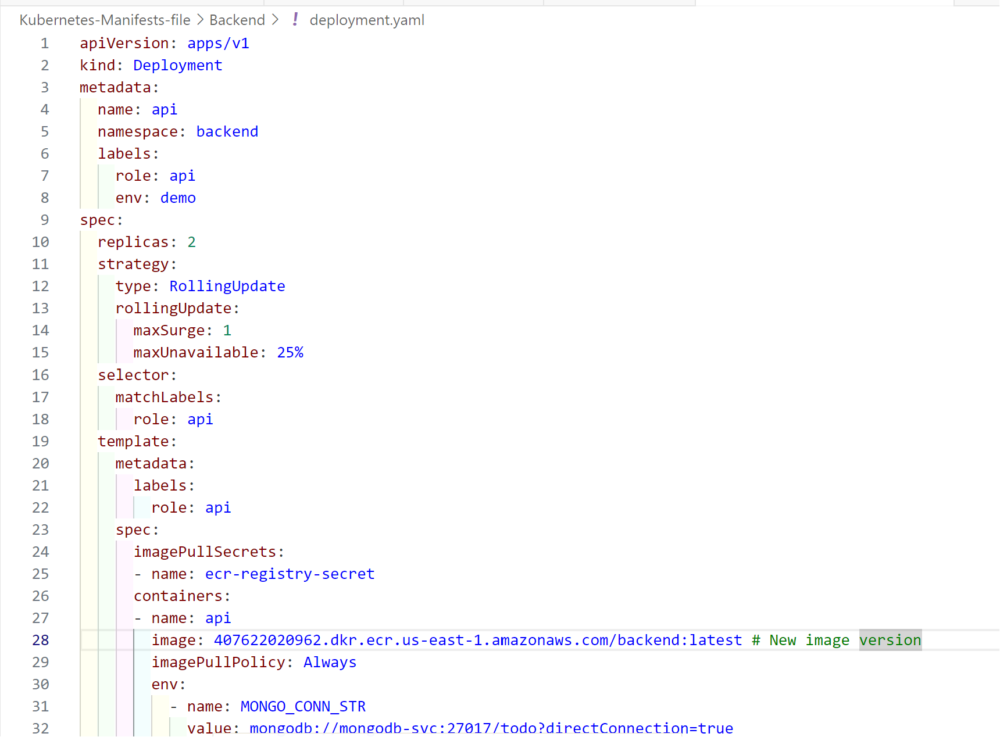 Kubernetes-Manifests-file > Backend > ! deployment.yaml
1 apiVersion: apps/v1
2 kind: Deployment
3 metadata:
4   name: api
5   namespace: backend
6   labels:
7     role: api
8     env: demo
9 spec:
10   replicas: 2
11   strategy:
12     type: RollingUpdate
13     rollingUpdate:
14       maxSurge: 1
15       maxUnavailable: 25%
16   selector:
17     matchLabels:
18       role: api
19   template:
20     metadata:
21       labels:
22         role: api
23     spec:
24       imagePullSecrets:
25       - name: ecr-registry-secret
26       containers:
27       - name: api
28         image: 407622020962.dkr.ecr.us-east-1.amazonaws.com/backend:latest # New image version
29         imagePullPolicy: Always
30         env:
31           - name: MONGO_CONN_STR
32             value: mongodb://mongodb-svc:27017/todo?directConnection=true